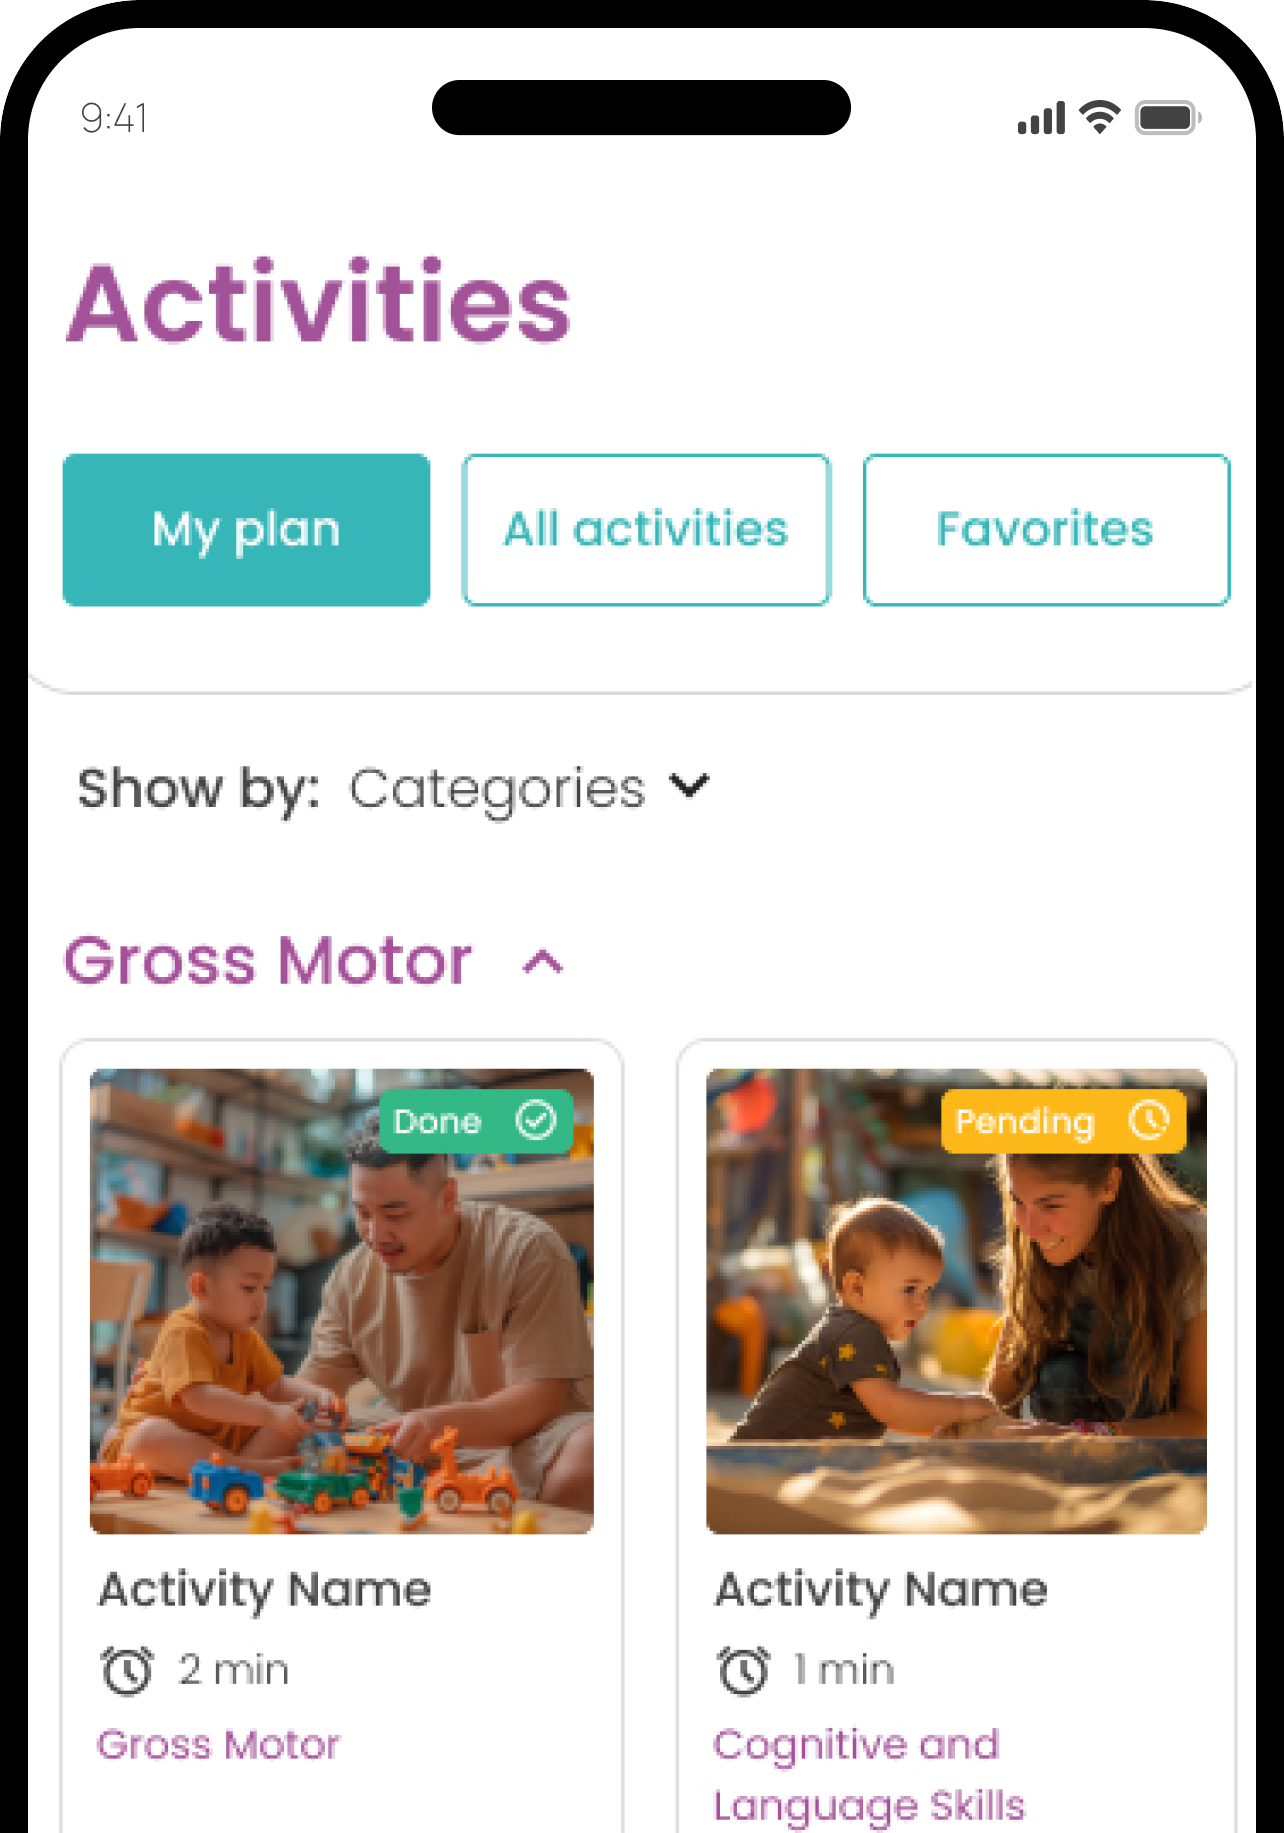 9:41
Activities
My plan
All activities
Favorites
Show by: Categories
Gross Motor
Done
Pending
Activity Name
2 min
Gross Motor
Activity Name
1 min
Cognitive and
Language Skills